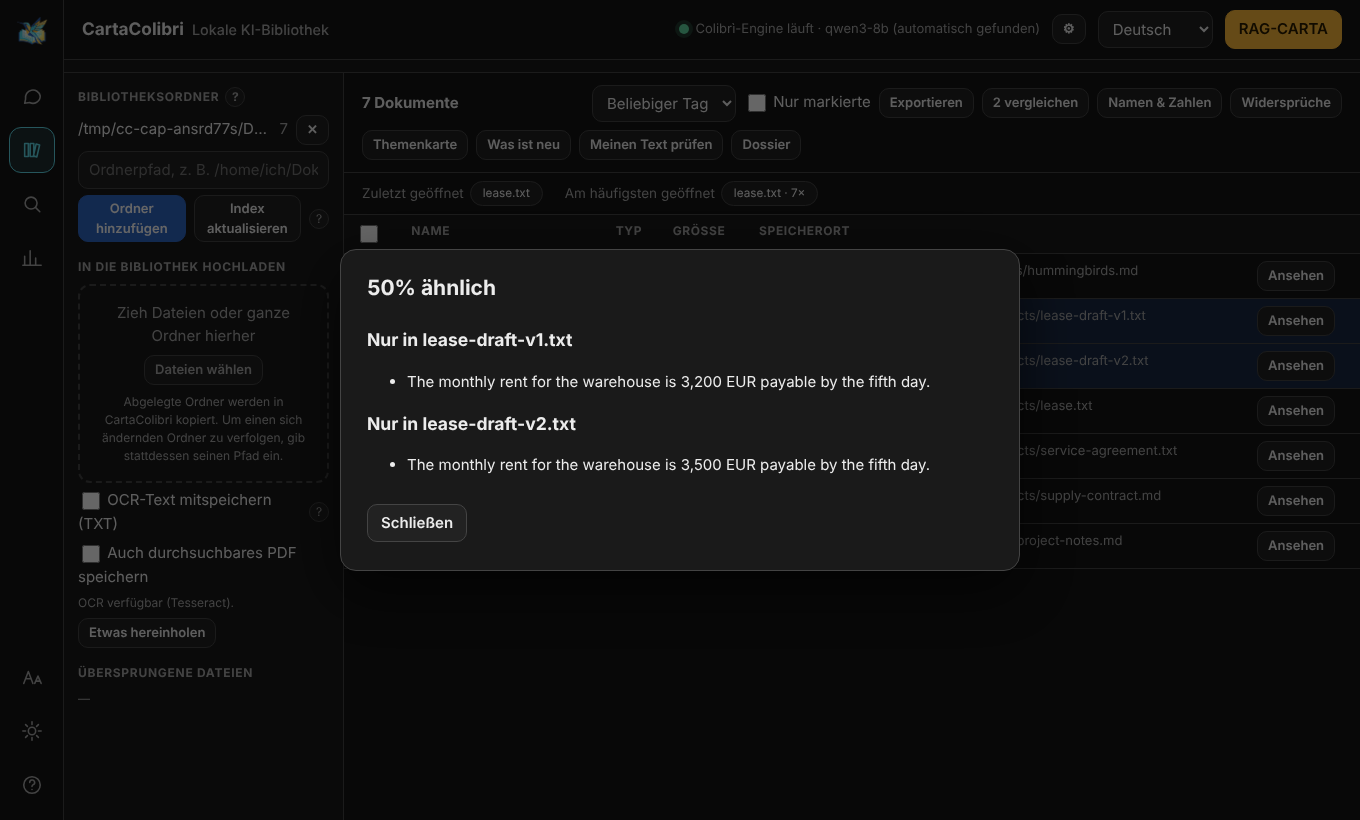 CartaColibri Lokale KI-Bibliothek
Colibrì-Engine läuft · qwen3-8b (automatisch gefunden)
Deutsch
RAG-CARTA
BIBLIOTHEKSORDNER ?
/tmp/cc-cap-ansrd77s/D... 7 ×
Ordnerpfad, z. B. /home/ich/Dok
Ordner
hinzufügen
Index
aktualisieren
?
IN DIE BIBLIOTHEK HOCHLADEN
Zieh Dateien oder ganze
Ordner hierher
Dateien wählen
Abgelegte Ordner werden in
CartaColibri kopiert. Um einen sich
ändernden Ordner zu verfolgen, gib
stattdessen seinen Pfad ein.
OCR-Text mitspeichern
(TXT)
?
Auch durchsuchbares PDF
speichern
OCR verfügbar (Tesseract).
Etwas hereinholen
ÜBERSPRUNGENE DATEIEN
—
7 Dokumente
Beliebiger Tag
Nur markierte
Exportieren
2 vergleichen
Namen & Zahlen
Widersprüche
Themenkarte
Was ist neu
Meinen Text prüfen
Dossier
Zuletzt geöffnet lease.txt Am häufigsten geöffnet lease.txt · 7×
NAME TYP GRÖSSE SPEICHERORT
s/hummingbirds.md Ansehen
cts/lease-draft-v1.txt Ansehen
cts/lease-draft-v2.txt Ansehen
cts/lease.txt Ansehen
cts/service-agreement.txt Ansehen
cts/supply-contract.md Ansehen
project-notes.md Ansehen
50% ähnlich
Nur in lease-draft-v1.txt
• The monthly rent for the warehouse is 3,200 EUR payable by the fifth day.
Nur in lease-draft-v2.txt
• The monthly rent for the warehouse is 3,500 EUR payable by the fifth day.
Schließen
AA
?